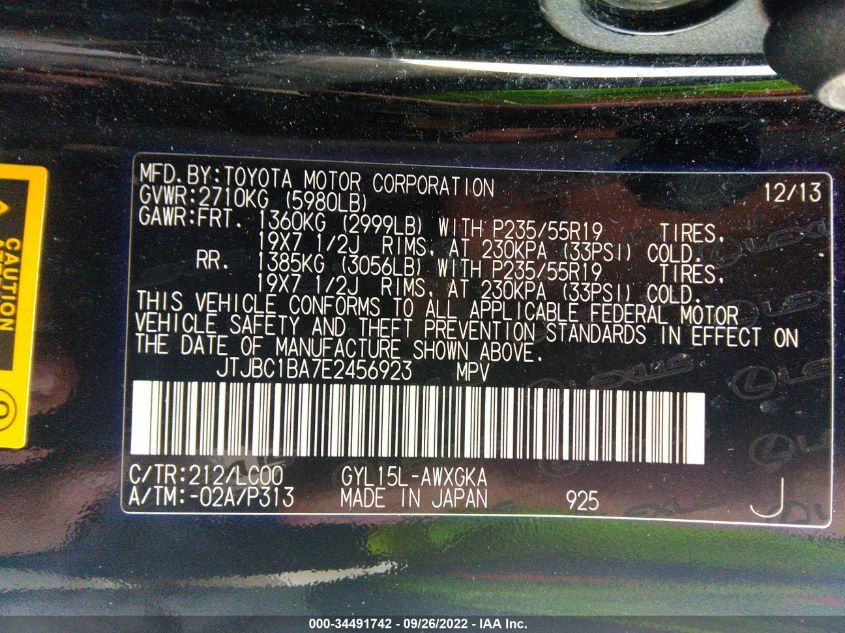 MFD.BY:TOYOTA MOTOR CORPORATION 12/13
GVWR:2710KG (5980LB)
GAWR:FRT. 1360KG (2999LB) WITH P235/55R19 TIRES,
19X7 1/2J RIMS, AT 230KPA (33PSI) COLD.
RR. 1385KG (3056LB) WITH P235/55R19 TIRES,
19X7 1/2J RIMS, AT 230KPA (33PSI) COLD.
THIS VEHICLE CONFORMS TO ALL APPLICABLE FEDERAL MOTOR
VEHICLE SAFETY AND THEFT PREVENTION STANDARDS IN EFFECT ON
THE DATE OF MANUFACTURE SHOWN ABOVE.
JTJBC1BA7E2456923 MPV
C/TR:212/LC00 GYL15L-AWXGKA
A/TM:-02A/P313 MADE IN JAPAN 925 J
CAUTION
LEXUS
LEXUS
000-34491742 - 09/26/2022 - IAA Inc.